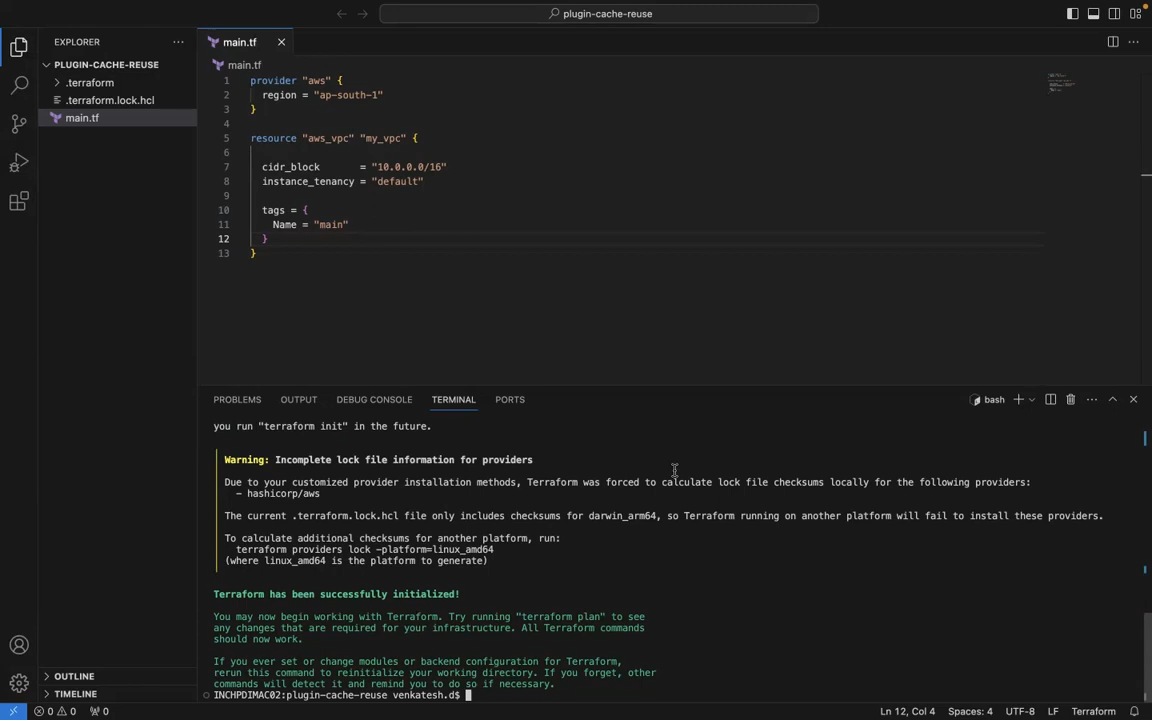 plugin-cache-reuse
EXPLORER
PLUGIN-CACHE-REUSE
.terraform
.terraform.lock.hcl
main.tf
OUTLINE
TIMELINE
main.tf
main.tf
1 provider "aws" {
2 region = "ap-south-1"
3 }
4
5 resource "aws_vpc" "my_vpc" {
6
7 cidr_block = "10.0.0.0/16"
8 instance_tenancy = "default"
9
10 tags = {
11 Name = "main"
12 }
13 }
PROBLEMS OUTPUT DEBUG CONSOLE TERMINAL PORTS
bash
you run "terraform init" in the future.
Warning: Incomplete lock file information for providers
Due to your customized provider installation methods, Terraform was forced to calculate lock file checksums locally for the following providers:
- hashicorp/aws
The current .terraform.lock.hcl file only includes checksums for darwin_arm64, so Terraform running on another platform will fail to install these providers.
To calculate additional checksums for another platform, run:
terraform providers lock -platform=linux_amd64
(where linux_amd64 is the platform to generate)
Terraform has been successfully initialized!
You may now begin working with Terraform. Try running "terraform plan" to see
any changes that are required for your infrastructure. All Terraform commands
should now work.
If you ever set or change modules or backend configuration for Terraform,
rerun this command to reinitialize your working directory. If you forget, other
commands will detect it and remind you to do so if necessary.
INCHPDIMAC02:plugin-cache-reuse venkatesh.d$
0 0 0 Ln 12, Col 4 Spaces: 4 UTF-8 LF Terraform